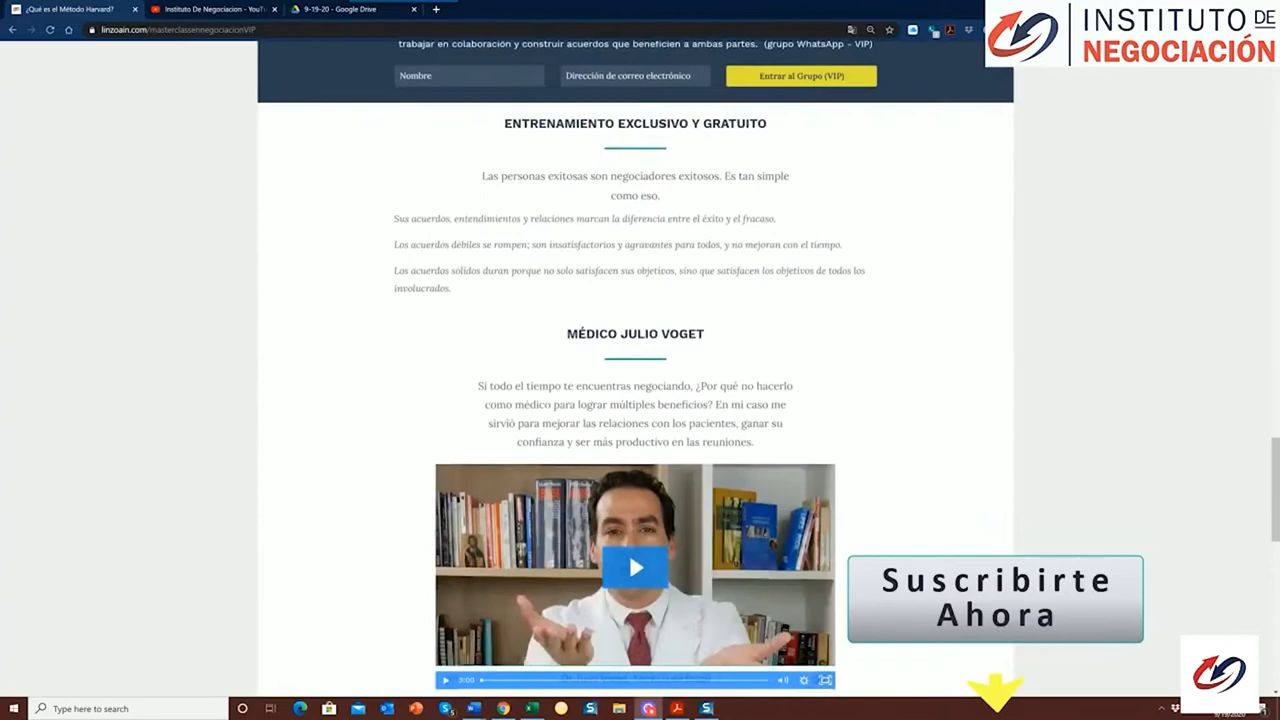 ¿Qué es el Método Harvard?
Instituto De Negociacion - YouT
9-19-20 - Google Drive
linzoain.com/masterclassennegociacionVIP
INSTITUTO DE
NEGOCIACIÓN
trabajar en colaboración y construir acuerdos que beneficien a ambas partes. (grupo WhatsApp - VIP)
Nombre
Dirección de correo electrónico
Entrar al Grupo (VIP)
ENTRENAMIENTO EXCLUSIVO Y GRATUITO
Las personas exitosas son negociadores exitosos. Es tan simple
como eso.
Sus acuerdos, entendimientos y relaciones marcan la diferencia entre el éxito y el fracaso.
Los acuerdos débiles se rompen; son insatisfactorios y agravantes para todos, y no mejoran con el tiempo.
Los acuerdos sólidos duran porque no solo satisfacen sus objetivos, sino que satisfacen los objetivos de todos los
involucrados.
MÉDICO JULIO VOGET
Si todo el tiempo te encuentras negociando, ¿Por qué no hacerlo
como médico para lograr múltiples beneficios? En mi caso me
sirvió para mejorar las relaciones con los pacientes, ganar su
confianza y ser más productivo en las reuniones.
Suscribirte
Ahora
3:00
Type here to search
9/19/2020